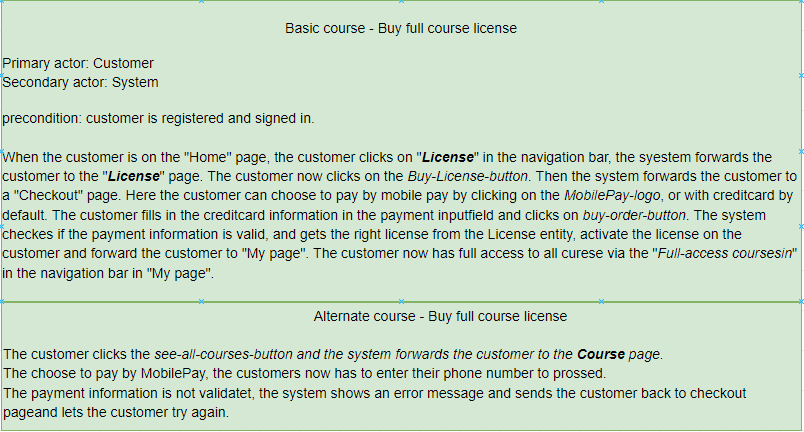 Basic course - Buy full course license
Primary actor: Customer
Secondary actor: System
precondition: customer is registered and signed in.
When the customer is on the "Home" page, the customer clicks on "License" in the navigation bar, the syestem forwards the
customer to the "License" page. The customer now clicks on the Buy-License-button. Then the system forwards the customer to
a "Checkout" page. Here the customer can choose to pay by mobile pay by clicking on the MobilePay-logo, or with creditcard by
default. The customer fills in the creditcard information in the payment inputfield and clicks on buy-order-button. The system
checkes if the payment information is valid, and gets the right license from the License entity, activate the license on the
customer and forward the customer to "My page". The customer now has full access to all curese via the "Full-access coursesin"
in the navigation bar in "My page".
Alternate course - Buy full course license
The customer clicks the see-all-courses-button and the system forwards the customer to the Course page.
The choose to pay by MobilePay, the customers now has to enter their phone number to prossed.
The payment information is not validatet, the system shows an error message and sends the customer back to checkout
pageand lets the customer try again.